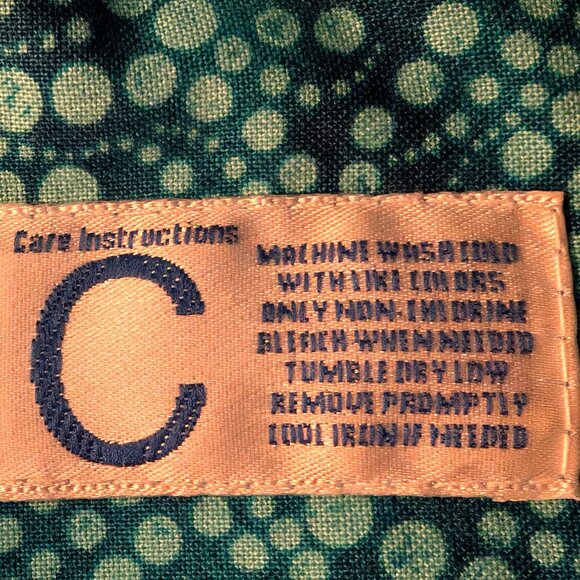 Care Instructions
C
MACHINE WASH COLD
WITH LIKE COLORS
ONLY NON-CHLORINE
BLEACH WHEN NEEDED
TUMBLE DRY LOW
REMOVE PROMPTLY
COOL IRON IF NEEDED